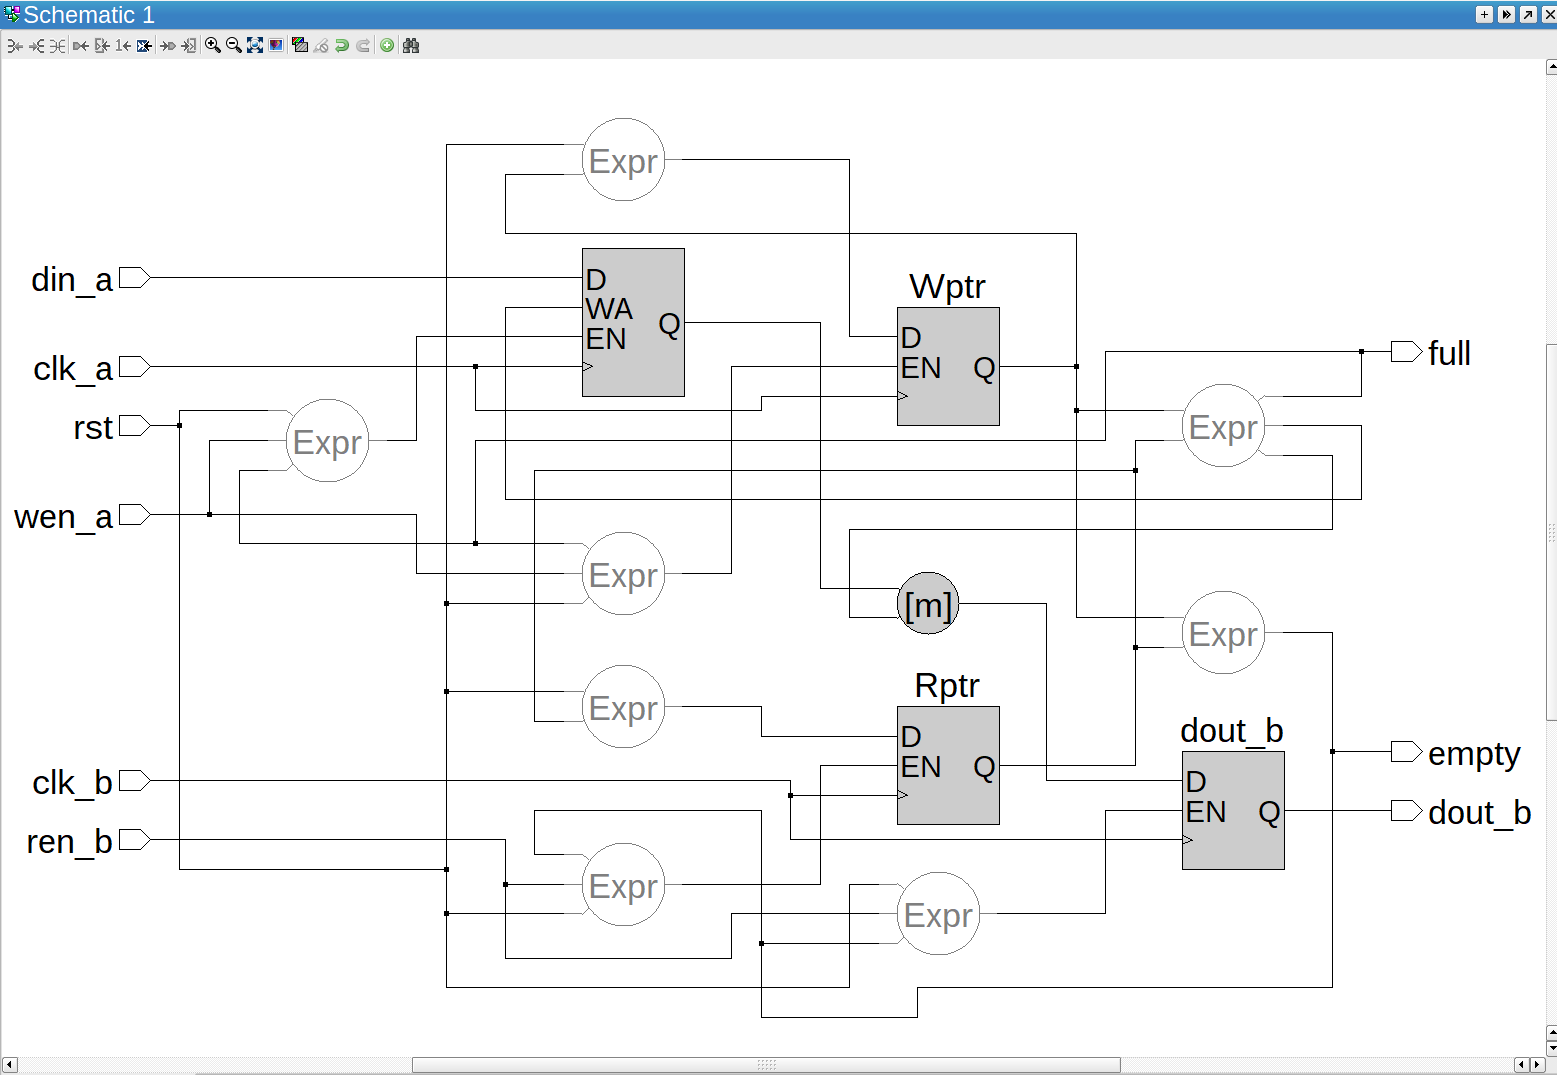 Schematic 1
Expr
din_a
D
WA
EN
Q
Wptr
D
EN
Q
clk_a
full
rst
Expr
Expr
wen_a
Expr
[m]
Expr
Expr
Rptr
D
EN
Q
dout_b
D
EN
Q
empty
clk_b
dout_b
ren_b
Expr
Expr